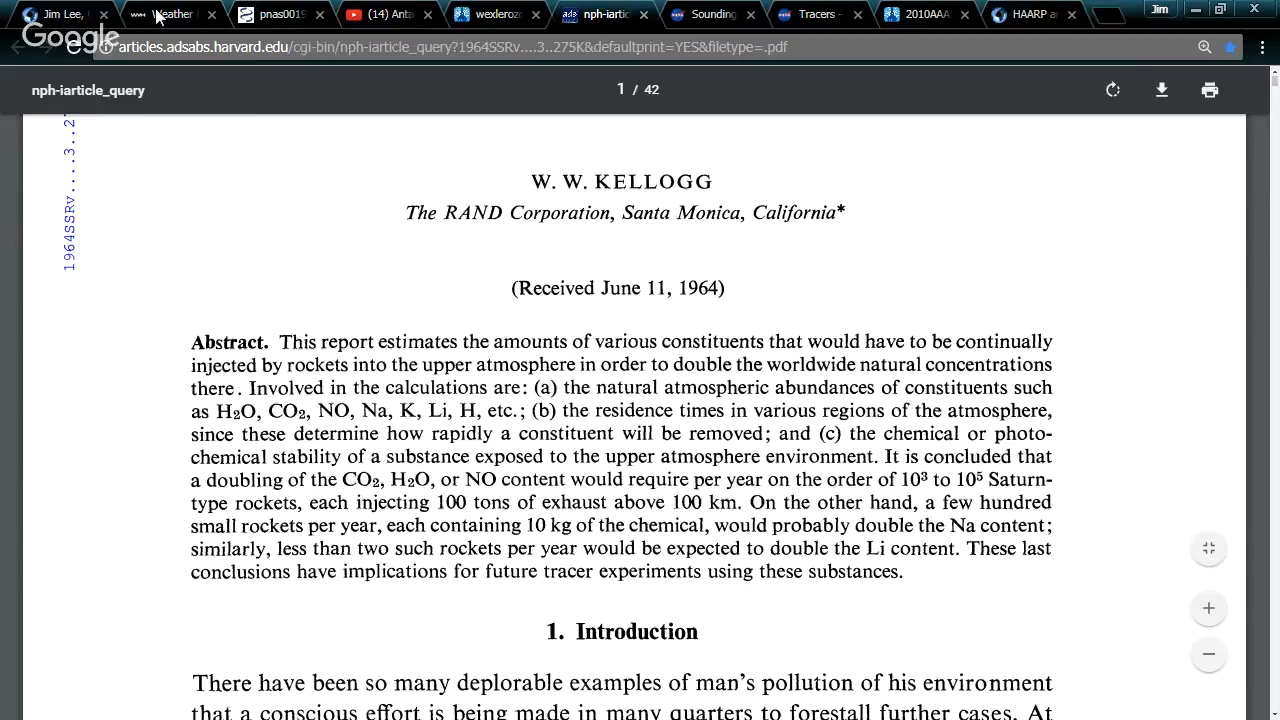 Jim Lee,
Weather
pnas0019
(14) Anta
wexlerozo
nph-iartic
Sounding
Tracers -
2010AAA
HAARP a
Jim
Google
articles.adsabs.harvard.edu/cgi-bin/nph-iarticle_query?1964SSRv....3..275K&defaultprint=YES&filetype=.pdf
nph-iarticle_query
1 / 42
1964SSRv....3..27
W. W. KELLOGG
The RAND Corporation, Santa Monica, California*
(Received June 11, 1964)
Abstract. This report estimates the amounts of various constituents that would have to be continually
injected by rockets into the upper atmosphere in order to double the worldwide natural concentrations
there. Involved in the calculations are: (a) the natural atmospheric abundances of constituents such
as H2O, CO2, NO, Na, K, Li, H, etc.; (b) the residence times in various regions of the atmosphere,
since these determine how rapidly a constituent will be removed; and (c) the chemical or photo-
chemical stability of a substance exposed to the upper atmosphere environment. It is concluded that
a doubling of the CO2, H2O, or NO content would require per year on the order of 10³ to 10⁵ Saturn-
type rockets, each injecting 100 tons of exhaust above 100 km. On the other hand, a few hundred
small rockets per year, each containing 10 kg of the chemical, would probably double the Na content;
similarly, less than two such rockets per year would be expected to double the Li content. These last
conclusions have implications for future tracer experiments using these substances.
1. Introduction
There have been so many deplorable examples of man's pollution of his environment
that a conscious effort is being made in many quarters to forestall further cases. At